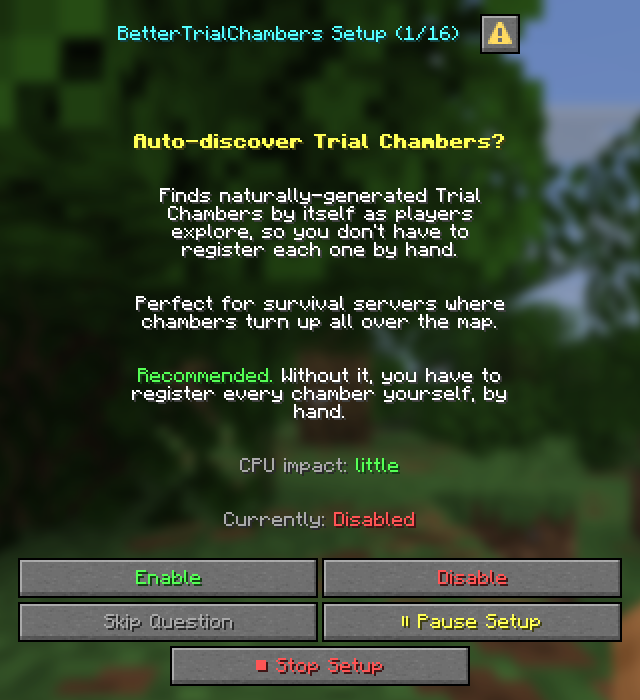 BetterTrialChambers Setup (1/16)
Auto-discover Trial Chambers?
Finds naturally-generated Trial
Chambers by itself as players
explore, so you don't have to
register each one by hand.
Perfect for survival servers where
chambers turn up all over the map.
Recommended. Without it, you have to
register every chamber yourself, by
hand.
CPU impact: little
Currently: Disabled
Enable
Disable
Skip Question
⏸ Pause Setup
⏹ Stop Setup